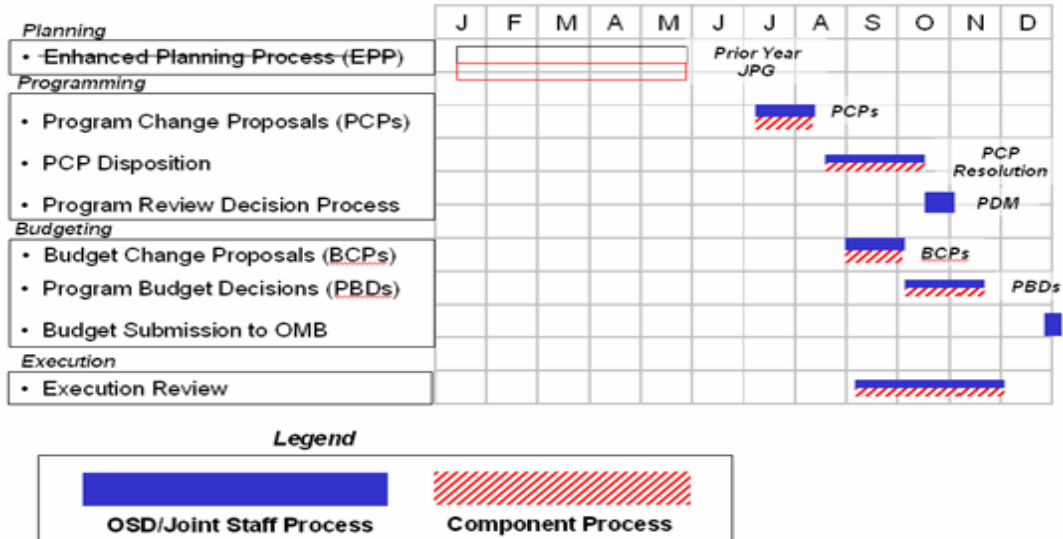 J F M A M J J A S O N D
Planning
• Enhanced Planning Process (EPP)
Prior Year
JPG
Programming
• Program Change Proposals (PCPs)
PCPs
• PCP Disposition
PCP
Resolution
• Program Review Decision Process
PDM
Budgeting
• Budget Change Proposals (BCPs)
BCPs
• Program Budget Decisions (PBDs)
PBDs
• Budget Submission to OMB
Execution
• Execution Review
Legend
OSD/Joint Staff Process
Component Process